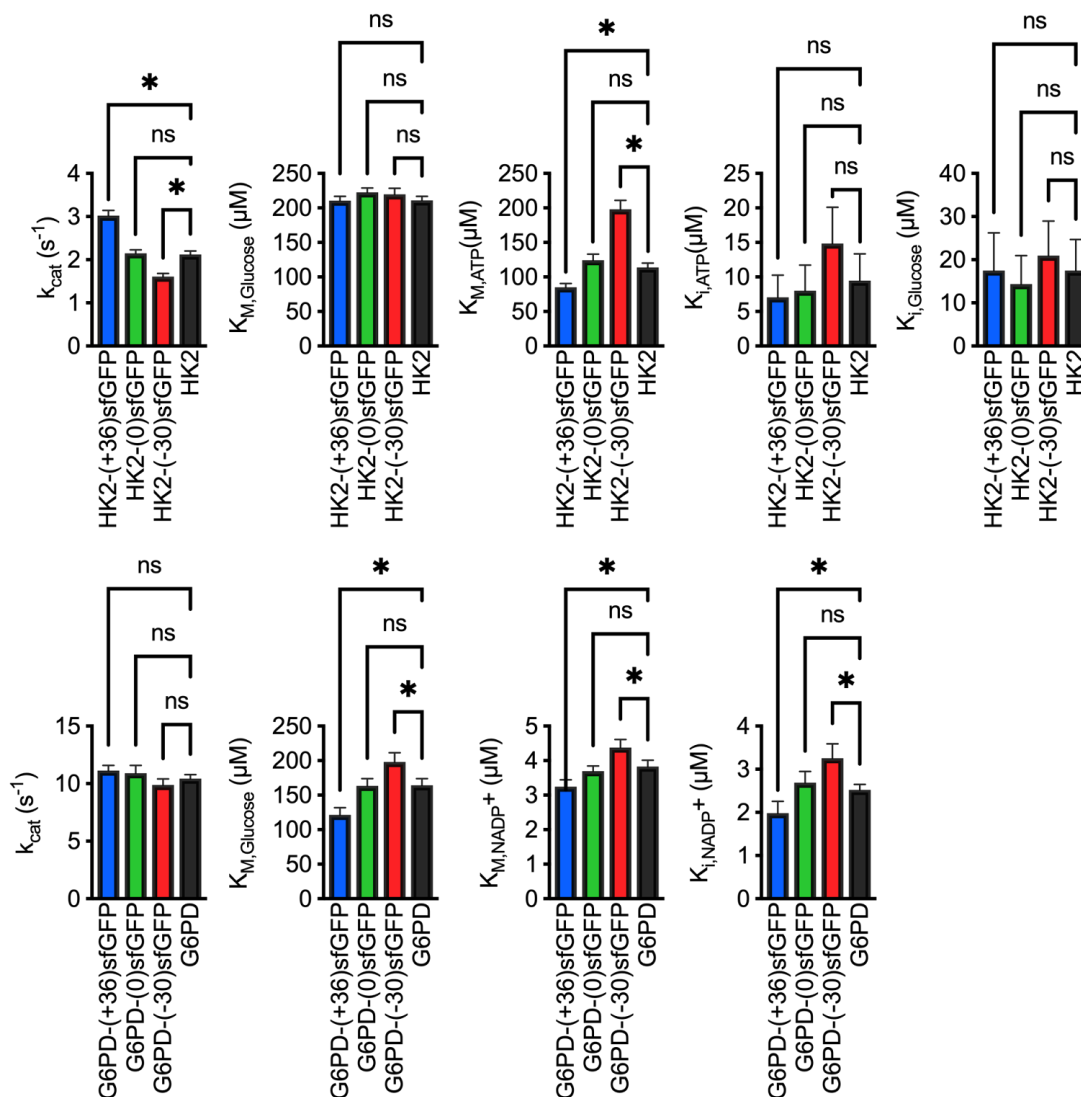 ns
*
ns
*
4
3
2
1
0
kcat (s-1)
HK2-(+36)sfGFP
HK2-(0)sfGFP
HK2-(-30)sfGFP
HK2
ns
ns
ns
250
200
150
100
50
0
KM,Glucose (µM)
HK2-(+36)sfGFP
HK2-(0)sfGFP
HK2-(-30)sfGFP
HK2
*
ns
*
250
200
150
100
50
0
KM,ATP(µM)
HK2-(+36)sfGFP
HK2-(0)sfGFP
HK2-(-30)sfGFP
HK2
ns
ns
ns
25
20
15
10
5
0
Ki,ATP(µM)
HK2-(+36)sfGFP
HK2-(0)sfGFP
HK2-(-30)sfGFP
HK2
ns
ns
ns
40
30
20
10
0
Ki,Glucose (µM)
HK2-(+36)sfGFP
HK2-(0)sfGFP
HK2-(-30)sfGFP
HK2
ns
ns
ns
15
10
5
0
kcat (s-1)
G6PD-(+36)sfGFP
G6PD-(0)sfGFP
G6PD-(-30)sfGFP
G6PD
*
ns
*
250
200
150
100
50
0
KM,Glucose (µM)
G6PD-(+36)sfGFP
G6PD-(0)sfGFP
G6PD-(-30)sfGFP
G6PD
*
ns
*
5
4
3
2
1
0
KM,NADP+ (µM)
G6PD-(+36)sfGFP
G6PD-(0)sfGFP
G6PD-(-30)sfGFP
G6PD
*
ns
*
4
3
2
1
0
Ki,NADP+ (µM)
G6PD-(+36)sfGFP
G6PD-(0)sfGFP
G6PD-(-30)sfGFP
G6PD